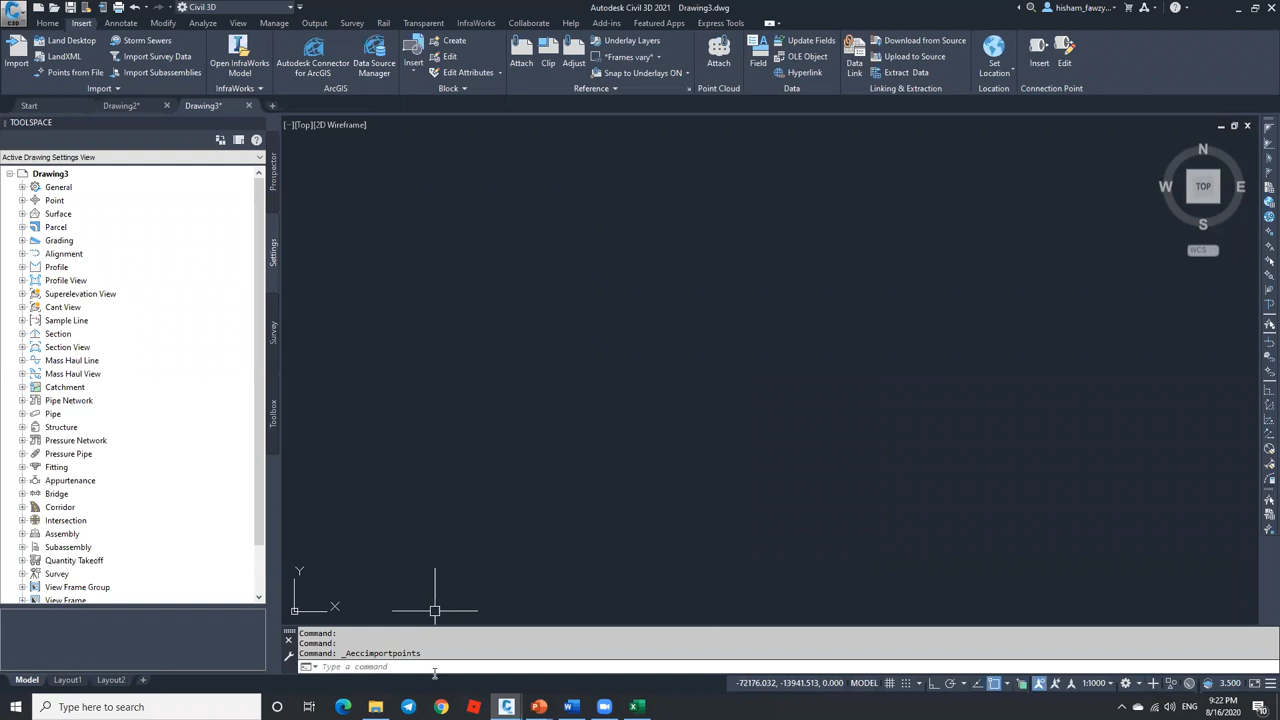 C3D Civil 3D Autodesk Civil 3D 2021 Drawing3.dwg hisham_fawzy...
Home Insert Annotate Modify Analyze View Manage Output Survey Rail Transparent InfraWorks Collaborate Help Add-ins Featured Apps Express Tools
Import
Land Desktop
LandXML
Points from File
Storm Sewers
Import Survey Data
Import Subassemblies
Import
Open InfraWorks
Model
InfraWorks
Autodesk Connector
for ArcGIS
Data Source
Manager
ArcGIS
Insert
Create
Edit
Edit Attributes
Block
Attach Clip Adjust
Underlay Layers
*Frames vary*
Snap to Underlays ON
Reference
Attach
Point Cloud
Field
Update Fields
OLE Object
Hyperlink
Data
Data
Link
Download from Source
Upload to Source
Extract Data
Linking & Extraction
Set
Location
Location
Insert Edit
Connection Point
Start Drawing2* Drawing3*
TOOLSPACE
Active Drawing Settings View
Drawing3
General
Point
Surface
Parcel
Grading
Alignment
Profile
Profile View
Superelevation View
Cant View
Sample Line
Section
Section View
Mass Haul Line
Mass Haul View
Catchment
Pipe Network
Pipe
Structure
Pressure Network
Pressure Pipe
Fitting
Appurtenance
Bridge
Corridor
Intersection
Assembly
Subassembly
Quantity Takeoff
Survey
View Frame Group
View Frame
Prospector
Settings
Survey
Toolbox
[−][Top][2D Wireframe]
N
W TOP E
S
WCS
Y
X
Command:
Command:
Command: _Aeccimportpoints
Type a command
Model Layout1 Layout2 +
-72176.032, -13941.513, 0.000 MODEL 1:1000 3.500
Type here to search
9:22 PM
8/16/2020